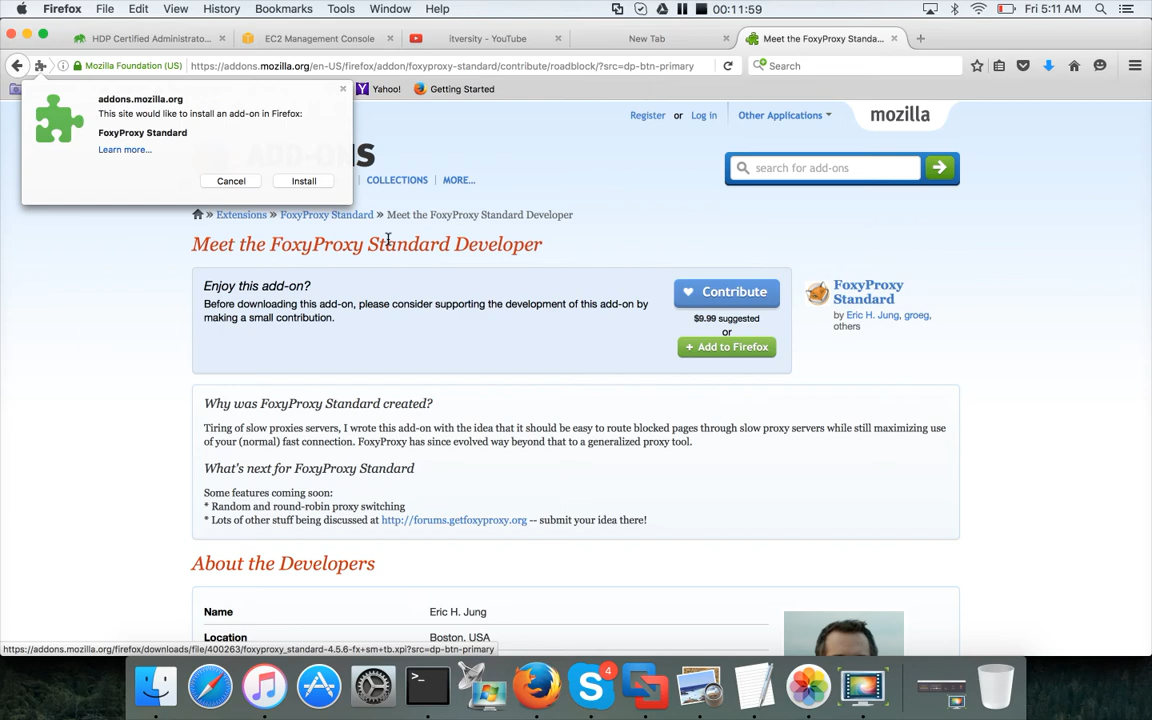 Firefox File Edit View History Bookmarks Tools Window Help 00:11:59 Fri 5:11 AM
HDP Certified Administrato... EC2 Management Console itversity - YouTube New Tab Meet the FoxyProxy Standa...
Mozilla Foundation (US) https://addons.mozilla.org/en-US/firefox/addon/foxyproxy-standard/contribute/roadblock/?src=dp-btn-primary Search
Yahoo! Getting Started
addons.mozilla.org
This site would like to install an add-on in Firefox:
FoxyProxy Standard
Learn more...
Cancel Install
Register or Log in Other Applications mozilla
ADD-ONS
search for add-ons
COLLECTIONS MORE...
» Extensions » FoxyProxy Standard » Meet the FoxyProxy Standard Developer
Meet the FoxyProxy Standard Developer
Enjoy this add-on?
Before downloading this add-on, please consider supporting the development of this add-on by
making a small contribution.
Contribute
$9.99 suggested
or
+ Add to Firefox
FoxyProxy
Standard
by Eric H. Jung, groeg,
others
Why was FoxyProxy Standard created?
Tiring of slow proxies servers, I wrote this add-on with the idea that it should be easy to route blocked pages through slow proxy servers while still maximizing use
of your (normal) fast connection. FoxyProxy has since evolved way beyond that to a generalized proxy tool.
What's next for FoxyProxy Standard
Some features coming soon:
* Random and round-robin proxy switching
* Lots of other stuff being discussed at http://forums.getfoxyproxy.org -- submit your idea there!
About the Developers
Name Eric H. Jung
Location Boston, USA
https://addons.mozilla.org/firefox/downloads/file/400263/foxyproxy_standard-4.5.6-fx+sm+tb.xpi?src=dp-btn-primary
4